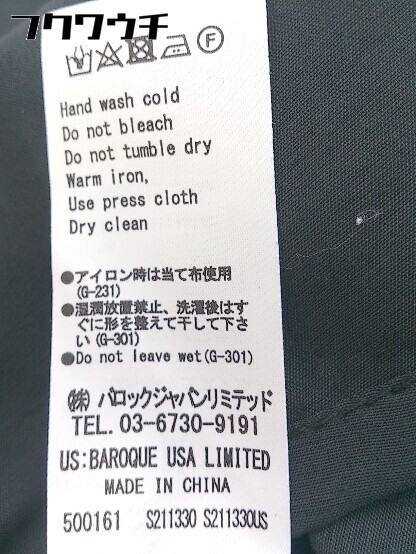 フクワウチ
F
Hand wash cold
Do not bleach
Do not tumble dry
Warm iron,
Use press cloth
Dry clean
●アイロン時は当て布使用
(G-231)
●湿潤放置禁止、洗濯後はす
ぐに形を整えて干して下さ
い(G-301)
●Do not leave wet(G-301)
㈱バロックジャパンリミテッド
TEL. 03-6730-9191
US:BAROQUE USA LIMITED
MADE IN CHINA
500161 S211330 S211330US